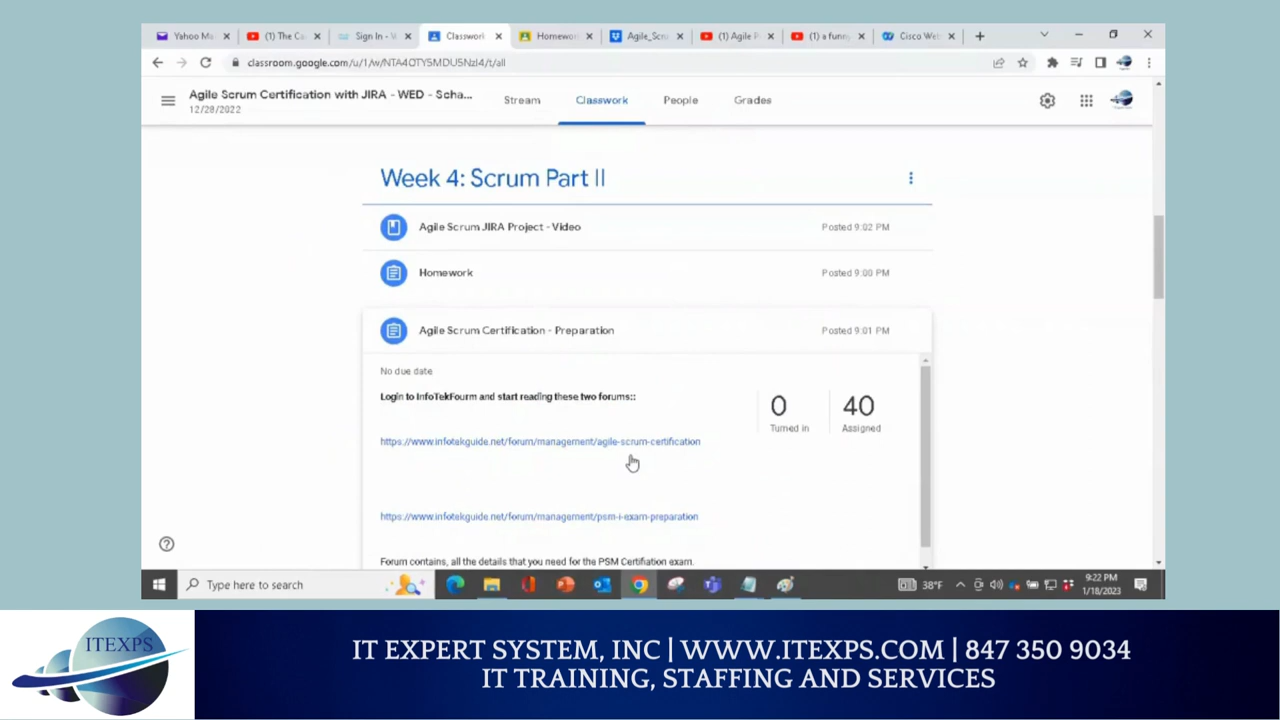 Yahoo Ma
(1) The Ca
Sign In - V
Classwork
Homewor
Agile_Scru
(1) Agile P
(1) a funny
Cisco Web
classroom.google.com/u/1/w/NTA4OTY5MDU5NzI4/t/all
Agile Scrum Certification with JIRA - WED - Scha...
12/28/2022
Stream
Classwork
People
Grades
Week 4: Scrum Part II
Agile Scrum JIRA Project - Video
Posted 9:02 PM
Homework
Posted 9:00 PM
Agile Scrum Certification - Preparation
Posted 9:01 PM
No due date
Login to InfoTekFourm and start reading these two forums::
0
Turned in
40
Assigned
https://www.infotekguide.net/forum/management/agile-scrum-certification
https://www.infotekguide.net/forum/management/psm-i-exam-preparation
Forum contains, all the details that you need for the PSM Certifiation exam.
Type here to search
38°F
9:22 PM
1/18/2023
ITEXPS
IT EXPERT SYSTEM, INC | WWW.ITEXPS.COM | 847 350 9034
IT TRAINING, STAFFING AND SERVICES